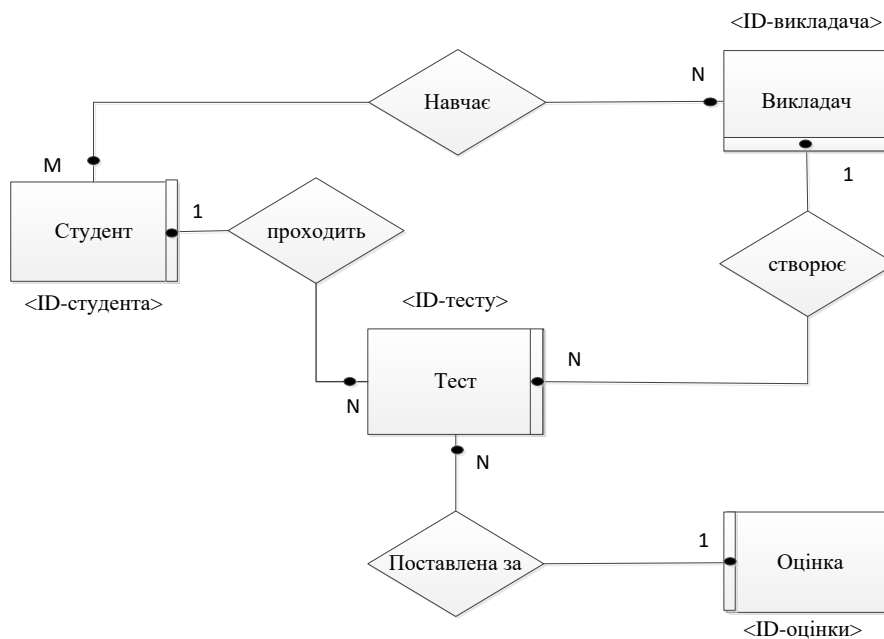 <ID-викладача>
Навчає
N
Викладач
M
1
1
Студент
проходить
<ID-студента>
<ID-тесту>
створює
Тест
N
N
N
Поставлена за
1
Оцінка
<ID-оцінки>